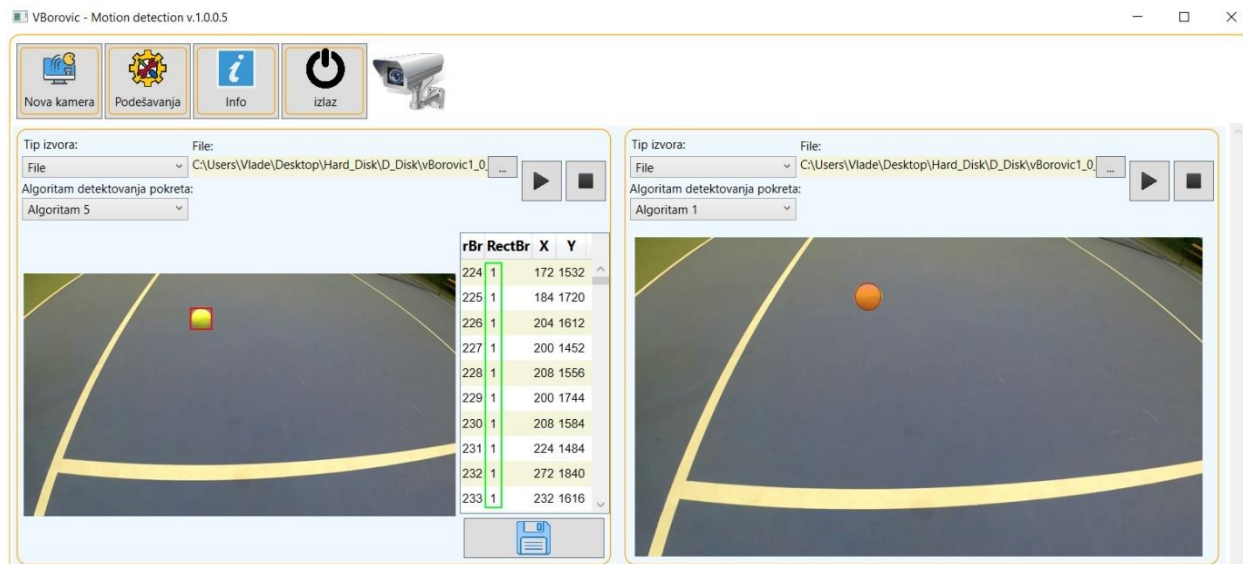 VBorovic - Motion detection v.1.0.0.5
Nova kamera Podešavanja Info izlaz
Tip izvora: File:
File C:\Users\Vlade\Desktop\Hard_Disk\D_Disk\vBorovic1_0_ ...
Algoritam detektovanja pokreta:
Algoritam 5
rBr RectBr X Y
224 1 172 1532
225 1 184 1720
226 1 204 1612
227 1 200 1452
228 1 208 1556
229 1 200 1744
230 1 208 1584
231 1 224 1484
232 1 272 1840
233 1 232 1616
Tip izvora: File:
File C:\Users\Vlade\Desktop\Hard_Disk\D_Disk\vBorovic1_0_ ...
Algoritam detektovanja pokreta:
Algoritam 1